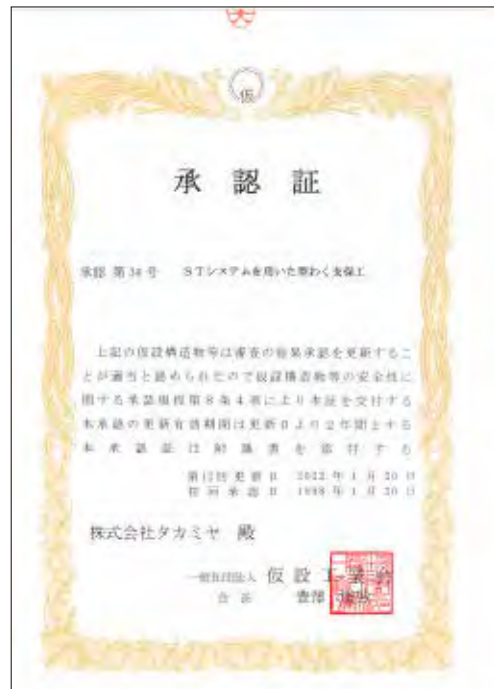 仮
承認証
承認 第34号 STシステムを用いた型わく支保工
上記の仮設構造物等は審査の結果承認を更新するこ
とが適当と認められたので仮設構造物等の安全性に
関する承認規程第8条4項により本証を交付する
本承認の更新有効期間は更新日より2年間とする
本承認証は附属書を添付する
第12回更新日 2022年1月20日
初回承認日 1998年1月20日
株式会社タカミヤ 殿
一般社団法人 仮設工業会
会長 豊澤